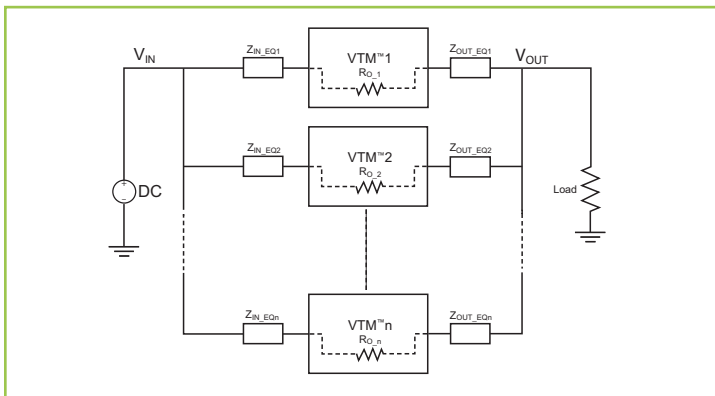 V_IN
Z_IN_EQ1
VTM™1
R_O_1
Z_OUT_EQ1
V_OUT
Z_IN_EQ2
VTM™2
R_O_2
Z_OUT_EQ2
+
−
DC
Load
Z_IN_EQn
VTM™n
R_O_n
Z_OUT_EQn